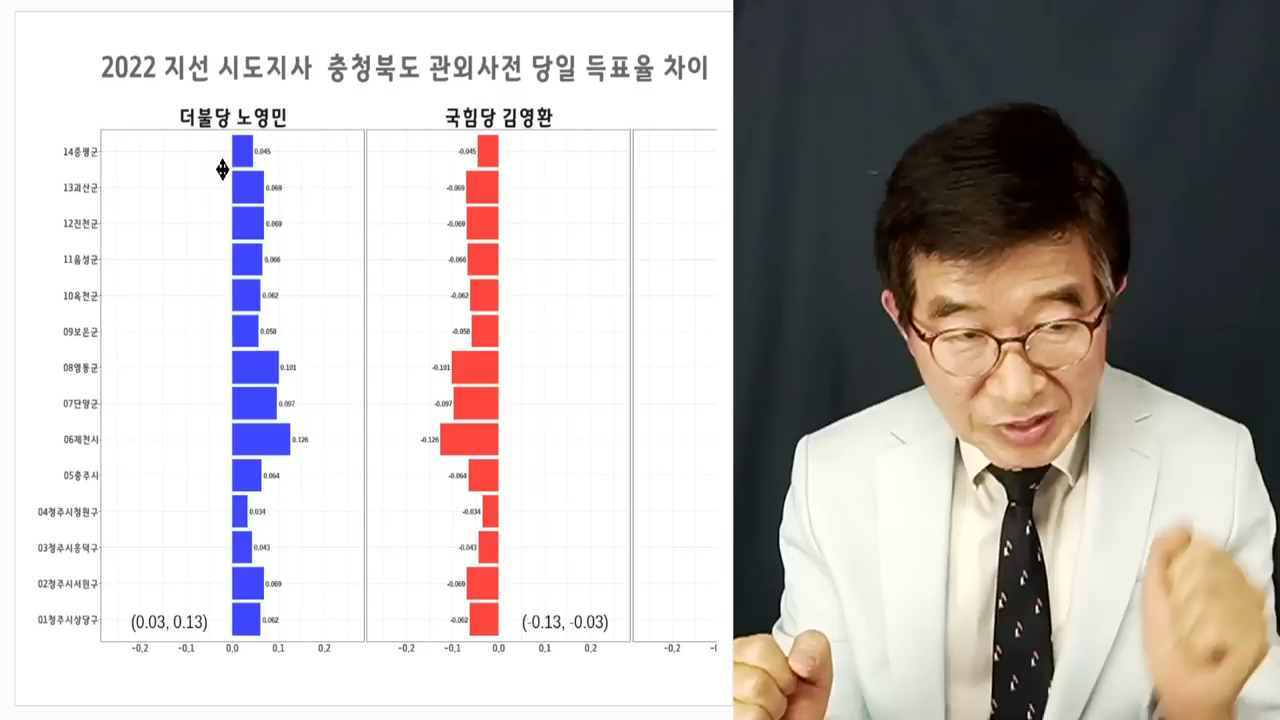 2022 지선 시도지사 충청북도 관외사전 당일 득표율 차이
더불당 노영민
국힘당 김영환
14증평군 0.045 -0.045
13괴산군 0.069 -0.069
12진천군 0.069 -0.069
11음성군 0.066 -0.066
10옥천군 0.062 -0.062
09보은군 0.058 -0.058
08영동군 0.101 -0.101
07단양군 0.097 -0.097
06제천시 0.126 -0.126
05충주시 0.064 -0.064
04청주시청원구 0.034 -0.034
03청주시흥덕구 0.043 -0.043
02청주시서원구 0.069 -0.069
01청주시상당구 0.062 -0.062
(0.03, 0.13) (-0.13, -0.03)
-0.2 -0.1 0.0 0.1 0.2 -0.2 -0.1 0.0 0.1 0.2 -0.2